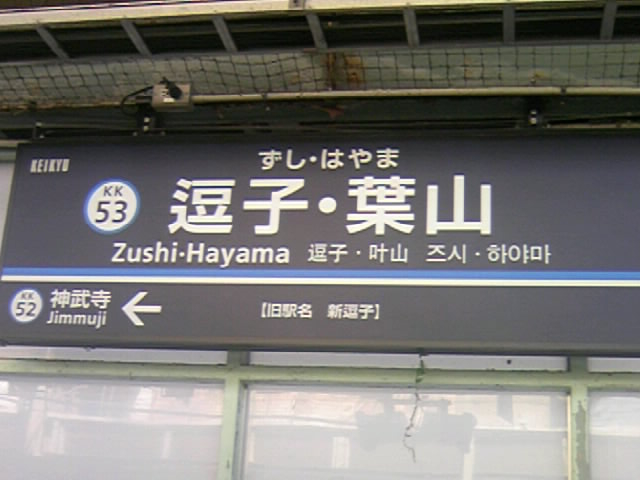 KEIKYU
ずし・はやま
KK
53
逗子・葉山
Zushi・Hayama 逗子・叶山 즈시・하야마
KK
52
神武寺
Jimmuji
【旧駅名 新逗子】